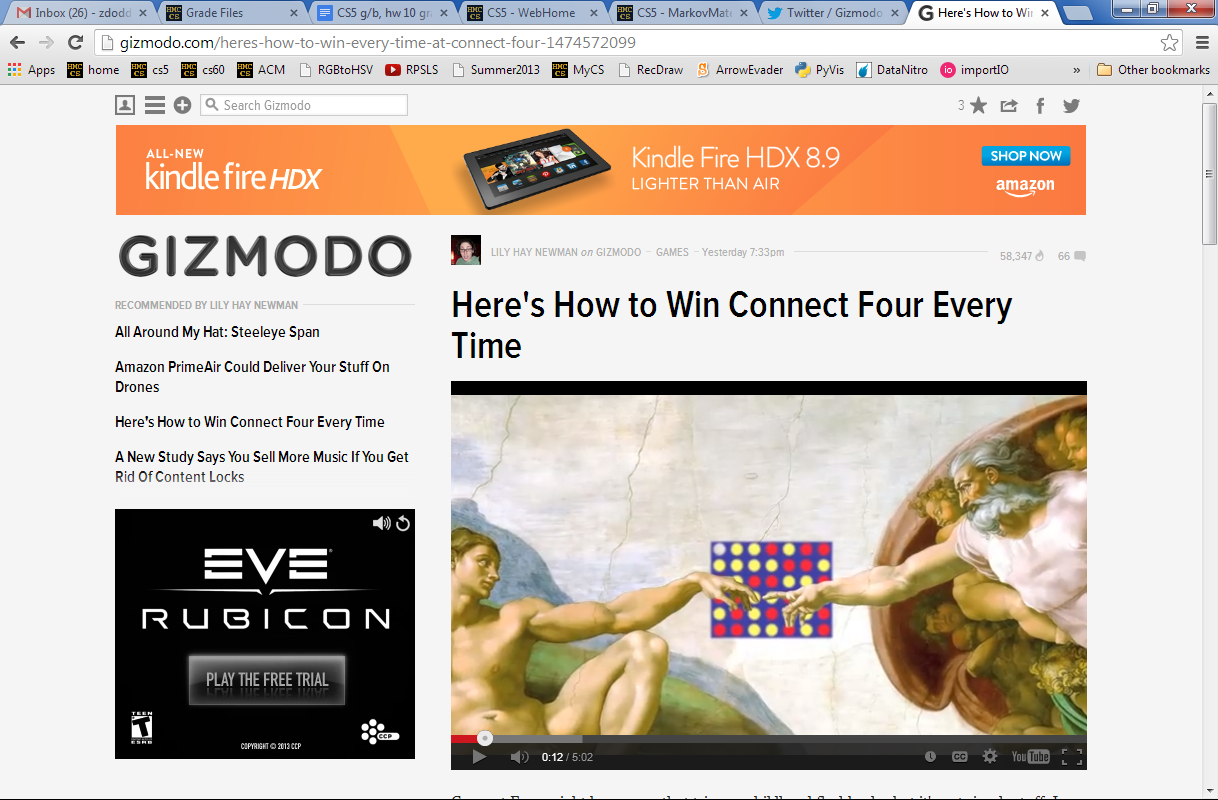 Inbox (26) - zdodd
Grade Files
CS5 g/b, hw 10 gra
CS5 - WebHome
CS5 - MarkovMate
Twitter / Gizmodo
Here's How to Win
gizmodo.com/heres-how-to-win-every-time-at-connect-four-1474572099
Apps
home
cs5
cs60
ACM
RGBtoHSV
RPSLS
Summer2013
MyCS
RecDraw
ArrowEvader
PyVis
DataNitro
importIO
»
Other bookmarks
Search Gizmodo
3
ALL-NEW
kindle fire HDX
Kindle Fire HDX 8.9
LIGHTER THAN AIR
SHOP NOW
amazon
GIZMODO
RECOMMENDED BY LILY HAY NEWMAN
All Around My Hat: Steeleye Span
Amazon PrimeAir Could Deliver Your Stuff On
Drones
Here's How to Win Connect Four Every Time
A New Study Says You Sell More Music If You Get
Rid Of Content Locks
EVE
RUBICON
PLAY THE FREE TRIAL
TEEN
T
ESRB
COPYRIGHT © 2013 CCP
CCP
LILY HAY NEWMAN on GIZMODO – GAMES – Yesterday 7:33pm
58,347
66
Here's How to Win Connect Four Every
Time
0:12 / 5:02
CC
YouTube